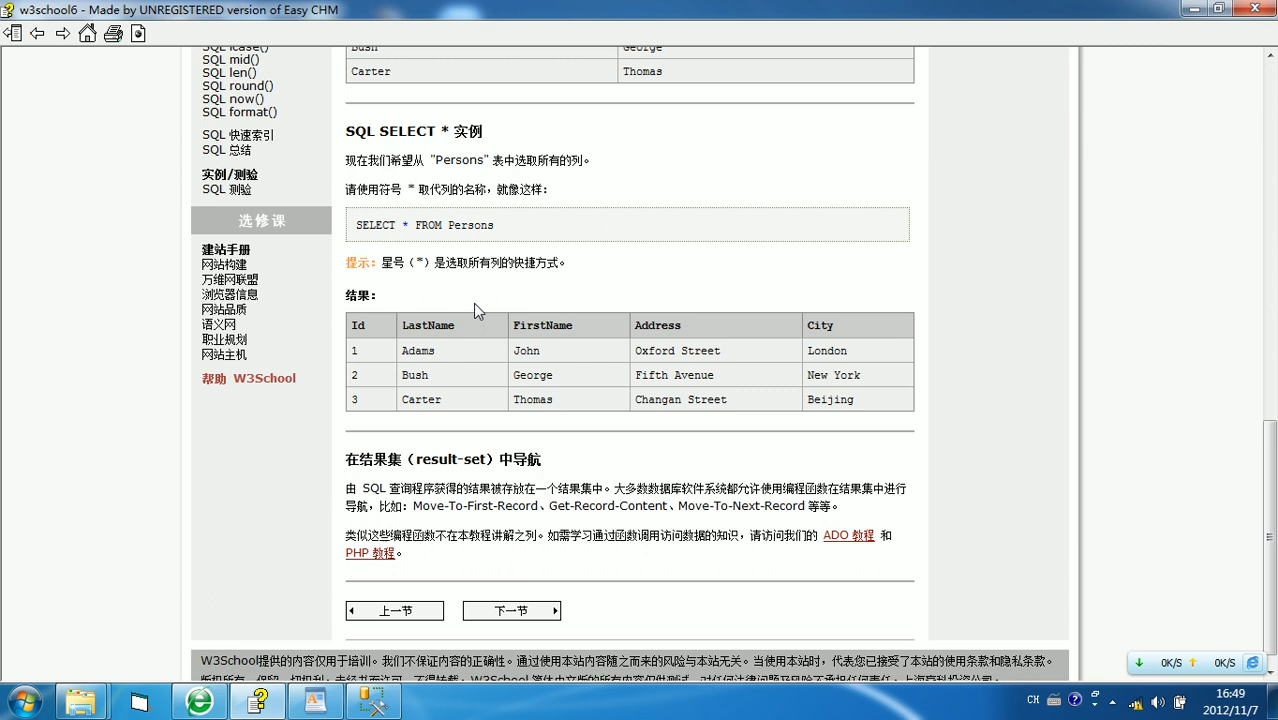 w3school6 - Made by UNREGISTERED version of Easy CHM
SQL lcase()
SQL mid()
SQL len()
SQL round()
SQL now()
SQL format()
SQL 快速索引
SQL 总结
实例/测验
SQL 测验
选修课
建站手册
网站构建
万维网联盟
浏览器信息
网站品质
语义网
职业规划
网站主机
帮助 W3School
Bush George
Carter Thomas
SQL SELECT * 实例
现在我们希望从 "Persons" 表中选取所有的列。
请使用符号 * 取代列的名称，就像这样：
SELECT * FROM Persons
提示：星号（*）是选取所有列的快捷方式。
结果：
Id LastName FirstName Address City
1 Adams John Oxford Street London
2 Bush George Fifth Avenue New York
3 Carter Thomas Changan Street Beijing
在结果集（result-set）中导航
由 SQL 查询程序获得的结果被存放在一个结果集中。大多数数据库软件系统都允许使用编程函数在结果集中进行
导航，比如：Move-To-First-Record、Get-Record-Content、Move-To-Next-Record 等等。
类似这些编程函数不在本教程讲解之列。如需学习通过函数调用访问数据的知识，请访问我们的 ADO 教程 和
PHP 教程。
上一节 下一节
W3School提供的内容仅用于培训。我们不保证内容的正确性。通过使用本站内容随之而来的风险与本站无关。当使用本站时，代表您已接受了本站的使用条款和隐私条款。
0K/S 0K/S
CH
16:49
2012/11/7